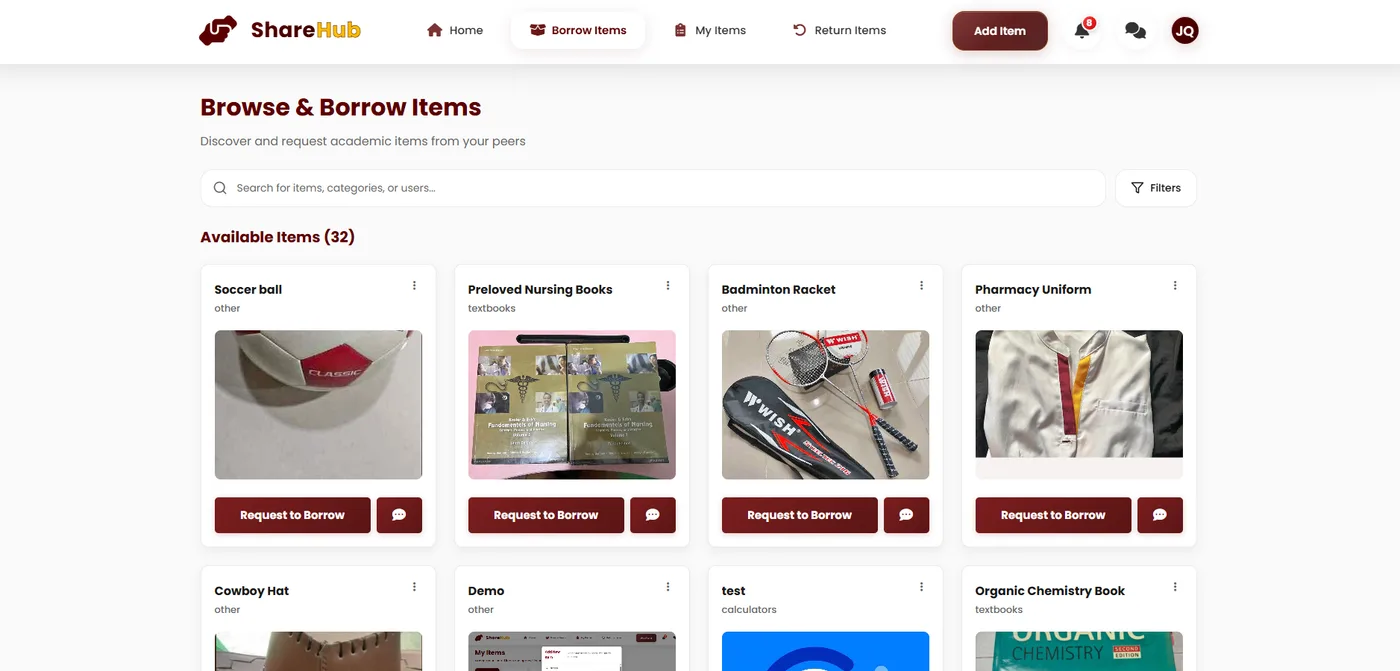 ShareHub
Home
Borrow Items
My Items
Return Items
Add Item
8
JQ
Browse & Borrow Items
Discover and request academic items from your peers
Search for items, categories, or users...
Filters
Available Items (32)
Soccer ball
other
CLASSIC
Request to Borrow
Preloved Nursing Books
textbooks
Fundamentals of Nursing
Fundamentals of Nursing
Request to Borrow
Badminton Racket
other
WISH
WISH
WISH
Request to Borrow
Pharmacy Uniform
other
Request to Borrow
Cowboy Hat
other
Demo
other
ShareHub
My Items
test
calculators
Organic Chemistry Book
textbooks
ORGANIC
CHEMISTRY
SECOND
EDITION